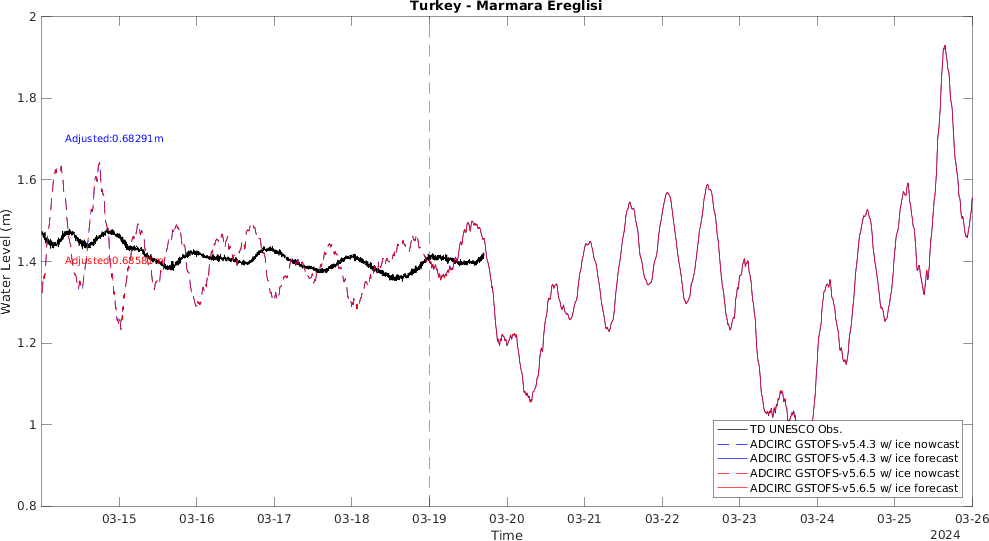 Turkey - Marmara Ereglisi
Water Level (m)
2
1.8
1.6
1.4
1.2
1
0.8
Adjusted:0.68291m
03-15
03-16
03-17
03-18
03-19
03-20
03-21
03-22
03-23
03-24
03-25
03-26
Time
2024
TD UNESCO Obs.
ADCIRC GSTOFS-v5.4.3 w/ ice nowcast
ADCIRC GSTOFS-v5.4.3 w/ ice forecast
ADCIRC GSTOFS-v5.6.5 w/ ice nowcast
ADCIRC GSTOFS-v5.6.5 w/ ice forecast